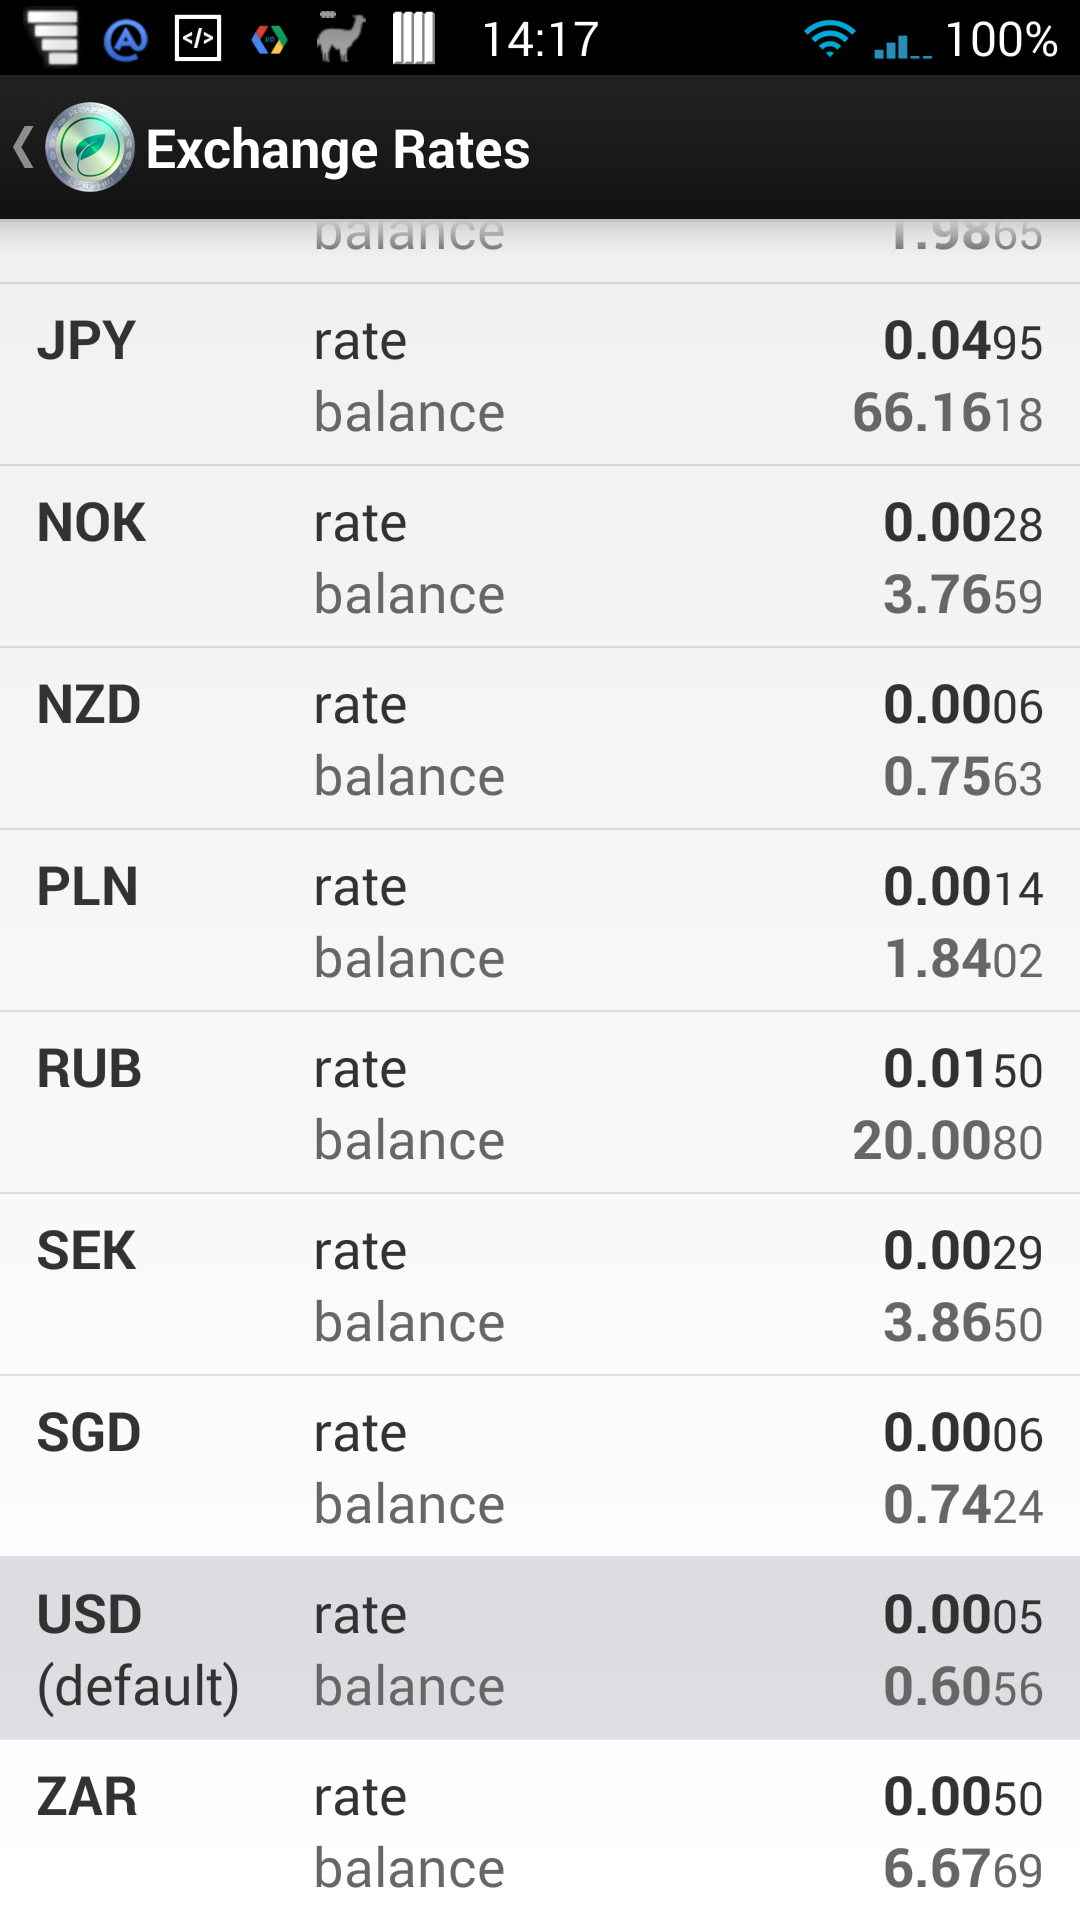 14:17 100%
Exchange Rates
balance 1.9865
JPY rate 0.0495
balance 66.1618
NOK rate 0.0028
balance 3.7659
NZD rate 0.0006
balance 0.7563
PLN rate 0.0014
balance 1.8402
RUB rate 0.0150
balance 20.0080
SEK rate 0.0029
balance 3.8650
SGD rate 0.0006
balance 0.7424
USD rate 0.0005
(default) balance 0.6056
ZAR rate 0.0050
balance 6.6769